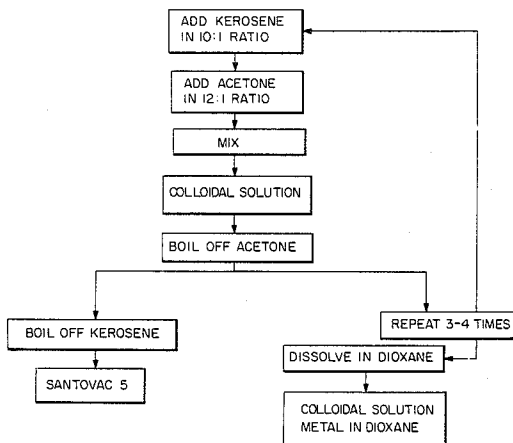 ADD KEROSENE
IN 10:1 RATIO
ADD ACETONE
IN 12:1 RATIO
MIX
COLLOIDAL SOLUTION
BOIL OFF ACETONE
BOIL OFF KEROSENE
REPEAT 3-4 TIMES
DISSOLVE IN DIOXANE
SANTOVAC 5
COLLOIDAL SOLUTION
METAL IN DIOXANE